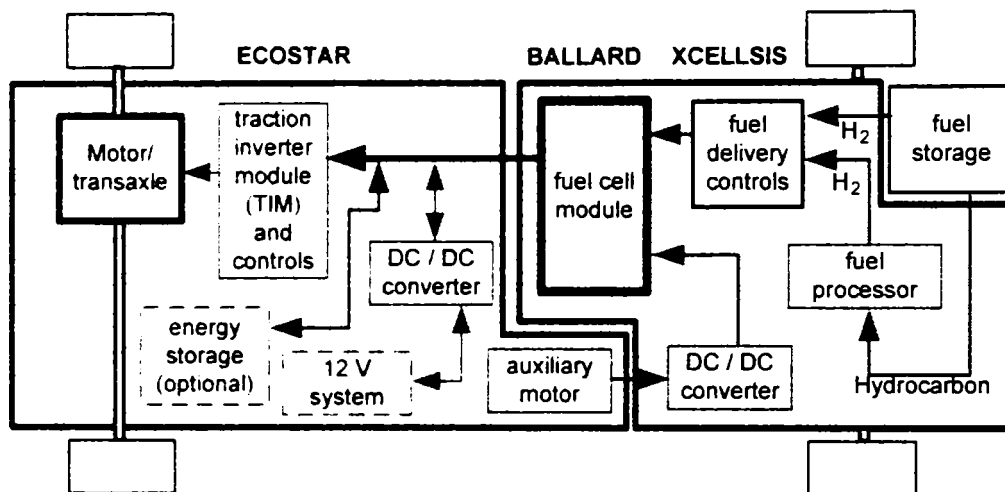 ECOSTAR
BALLARD
XCELLSIS
Motor/
transaxle
traction
inverter
module
(TIM)
and
controls
DC / DC
converter
energy
storage
(optional)
12 V
system
fuel cell
module
fuel
delivery
controls
H2
H2
fuel
storage
fuel
processor
auxiliary
motor
DC / DC
converter
Hydrocarbon